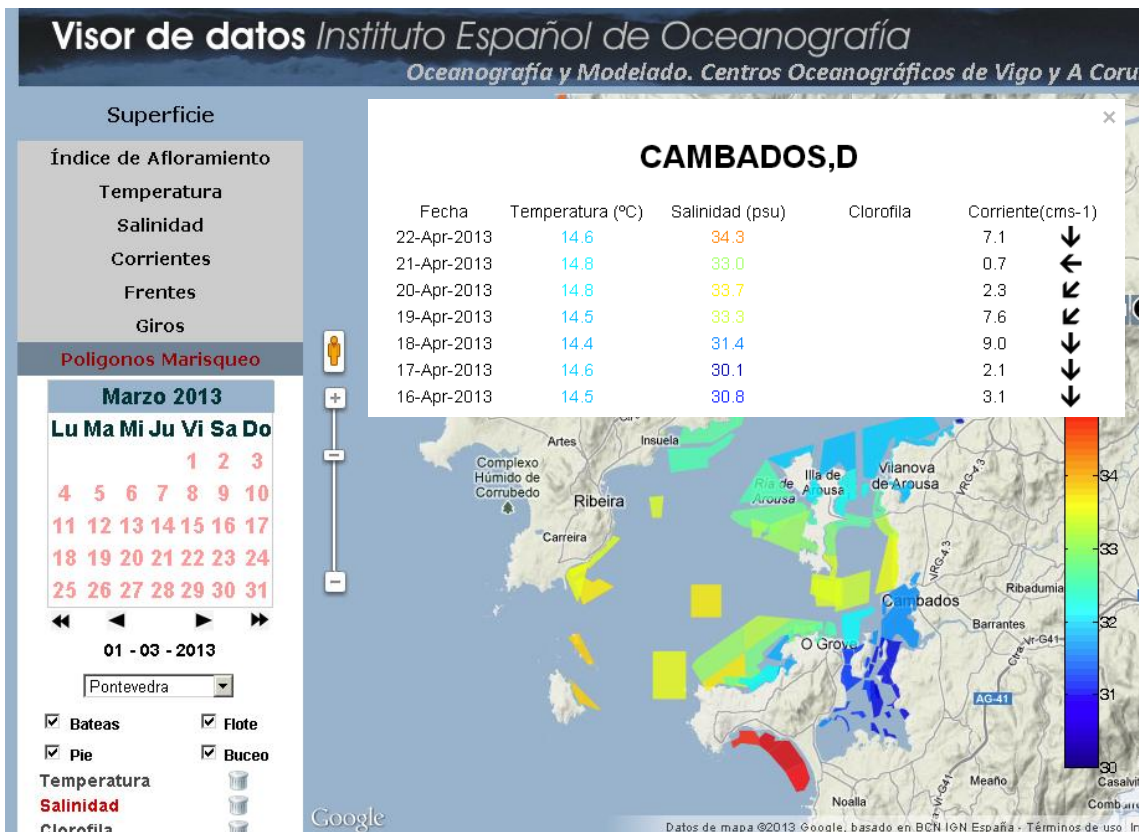 Visor de datos Instituto Español de Oceanografía
Oceanografía y Modelado. Centros Oceanográficos de Vigo y A Coru
Superficie
Índice de Afloramiento
Temperatura
Salinidad
Corrientes
Frentes
Giros
Poligonos Marisqueo
Marzo 2013
Lu Ma Mi Ju Vi Sa Do
1 2 3
4 5 6 7 8 9 10
11 12 13 14 15 16 17
18 19 20 21 22 23 24
25 26 27 28 29 30 31
01 - 03 - 2013
Pontevedra
Bateas Flote
Pie Buceo
Temperatura
Salinidad
Clorofila
×
CAMBADOS,D
Fecha Temperatura (ºC) Salinidad (psu) Clorofila Corriente(cms-1)
22-Apr-2013 14.6 34.3 7.1
21-Apr-2013 14.8 33.0 0.7
20-Apr-2013 14.8 33.7 2.3
19-Apr-2013 14.5 33.3 7.6
18-Apr-2013 14.4 31.4 9.0
17-Apr-2013 14.6 30.1 2.1
16-Apr-2013 14.5 30.8 3.1
Artes
Insuela
Complexo
Húmido de
Corrubedo
Ribeira
Carreira
Ría de
Arousa
Illa de
Arousa
Vilanova
de Arousa
VRG-4.3
VRG-4.3
Cambados
Ribadumia
Barrantes
Ctra. Vr-G41
O Grove
AG-41
Meaño
Noalla
Casalvit
34
33
32
31
30
Google
Datos de mapa ©2013 Google, basado en BCN IGN España - Términos de uso